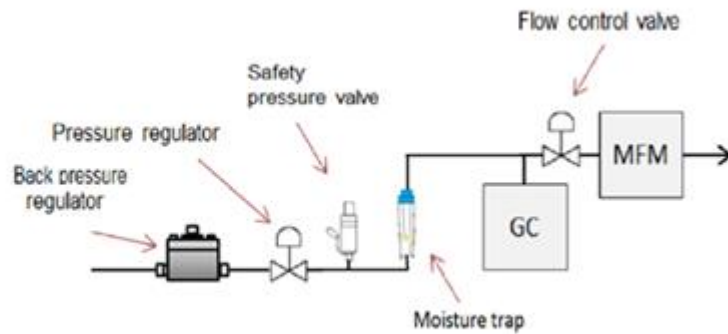 Flow control valve
Safety
pressure valve
Pressure regulator
Back pressure
regulator
MFM
GC
Moisture trap